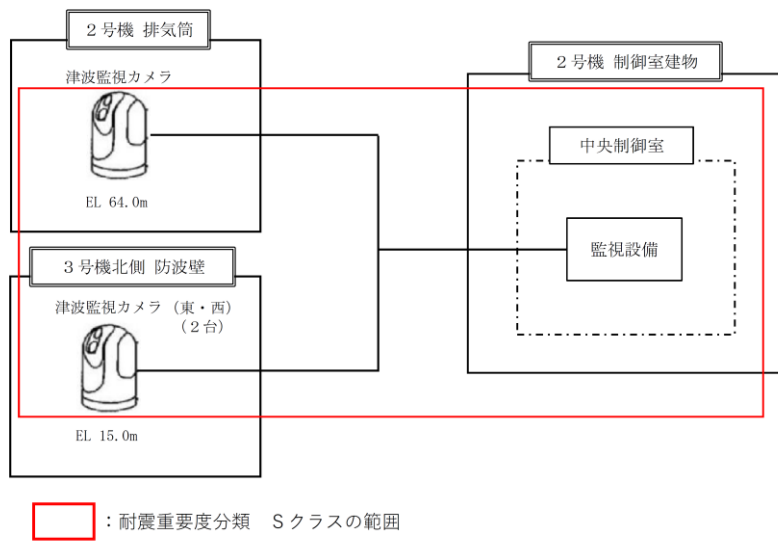 ２号機 排気筒
津波監視カメラ
EL 64.0m
３号機北側 防波壁
津波監視カメラ（東・西）
（２台）
EL 15.0m
２号機 制御室建物
中央制御室
監視設備
：耐震重要度分類　Ｓクラスの範囲